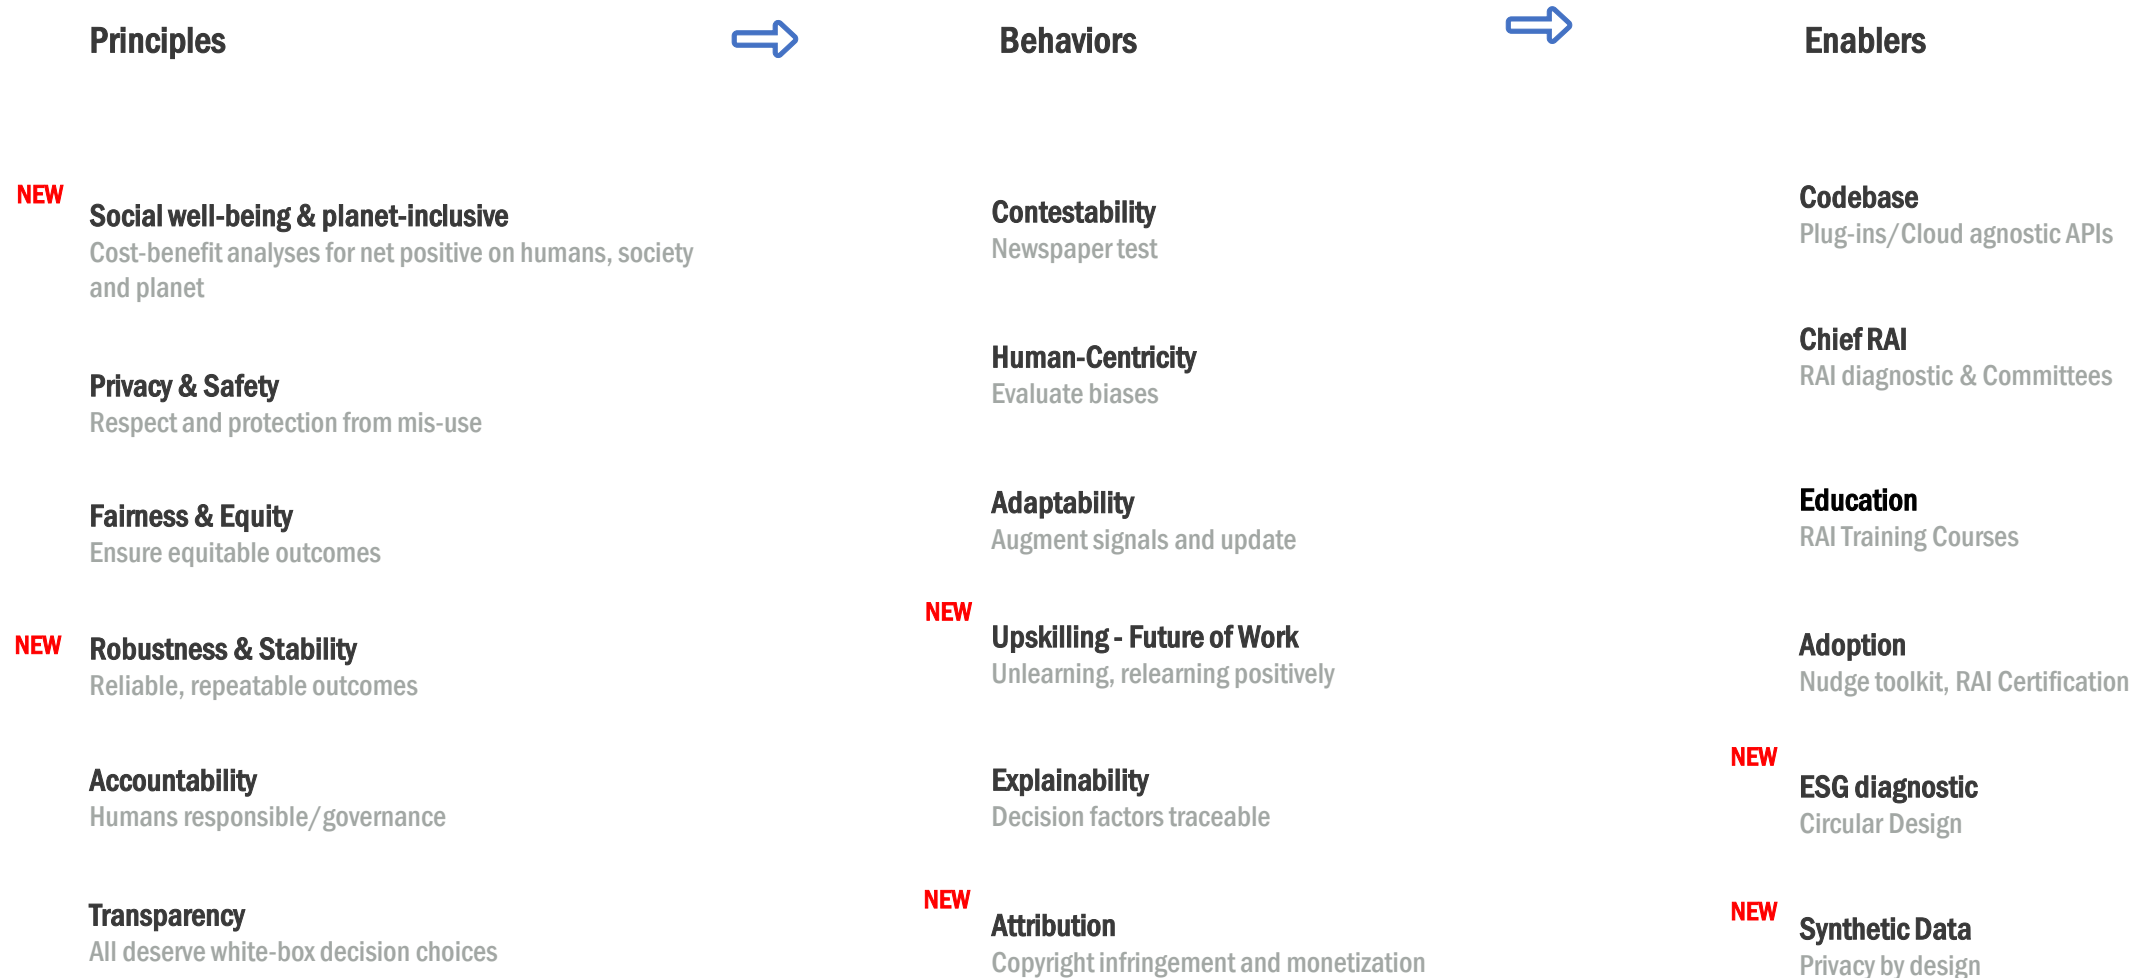 Principles
Behaviors
Enablers
NEW
Social well-being & planet-inclusive
Cost-benefit analyses for net positive on humans, society
and planet
Privacy & Safety
Respect and protection from mis-use
Fairness & Equity
Ensure equitable outcomes
NEW
Robustness & Stability
Reliable, repeatable outcomes
Accountability
Humans responsible/governance
Transparency
All deserve white-box decision choices
Contestability
Newspaper test
Human-Centricity
Evaluate biases
Adaptability
Augment signals and update
NEW
Upskilling - Future of Work
Unlearning, relearning positively
Explainability
Decision factors traceable
NEW
Attribution
Copyright infringement and monetization
Codebase
Plug-ins/Cloud agnostic APIs
Chief RAI
RAI diagnostic & Committees
Education
RAI Training Courses
Adoption
Nudge toolkit, RAI Certification
NEW
ESG diagnostic
Circular Design
NEW
Synthetic Data
Privacy by design